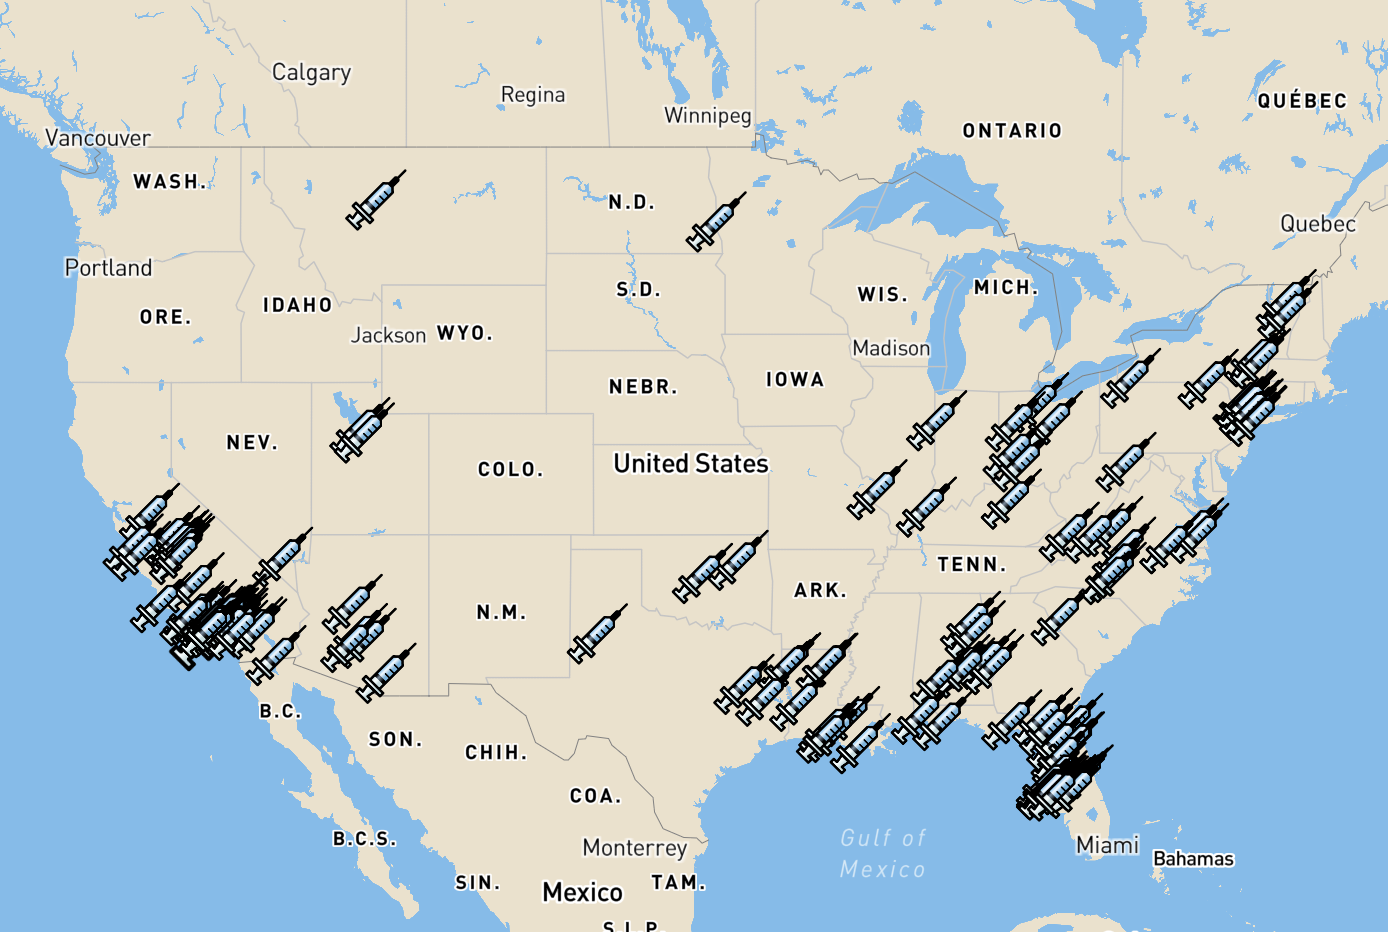 Calgary
Regina
Winnipeg
QUÉBEC
ONTARIO
Vancouver
WASH.
N.D.
Quebec
Portland
S.D.
MICH.
WIS.
IDAHO
ORE.
Jackson
WYO.
Madison
NEBR.
IOWA
NEV.
COLO.
United States
TENN.
ARK.
N.M.
B.C.
SON.
CHIH.
COA.
B.C.S.
Gulf of
Mexico
Miami
Monterrey
Bahamas
SIN.
Mexico
TAM.
S.L.P.